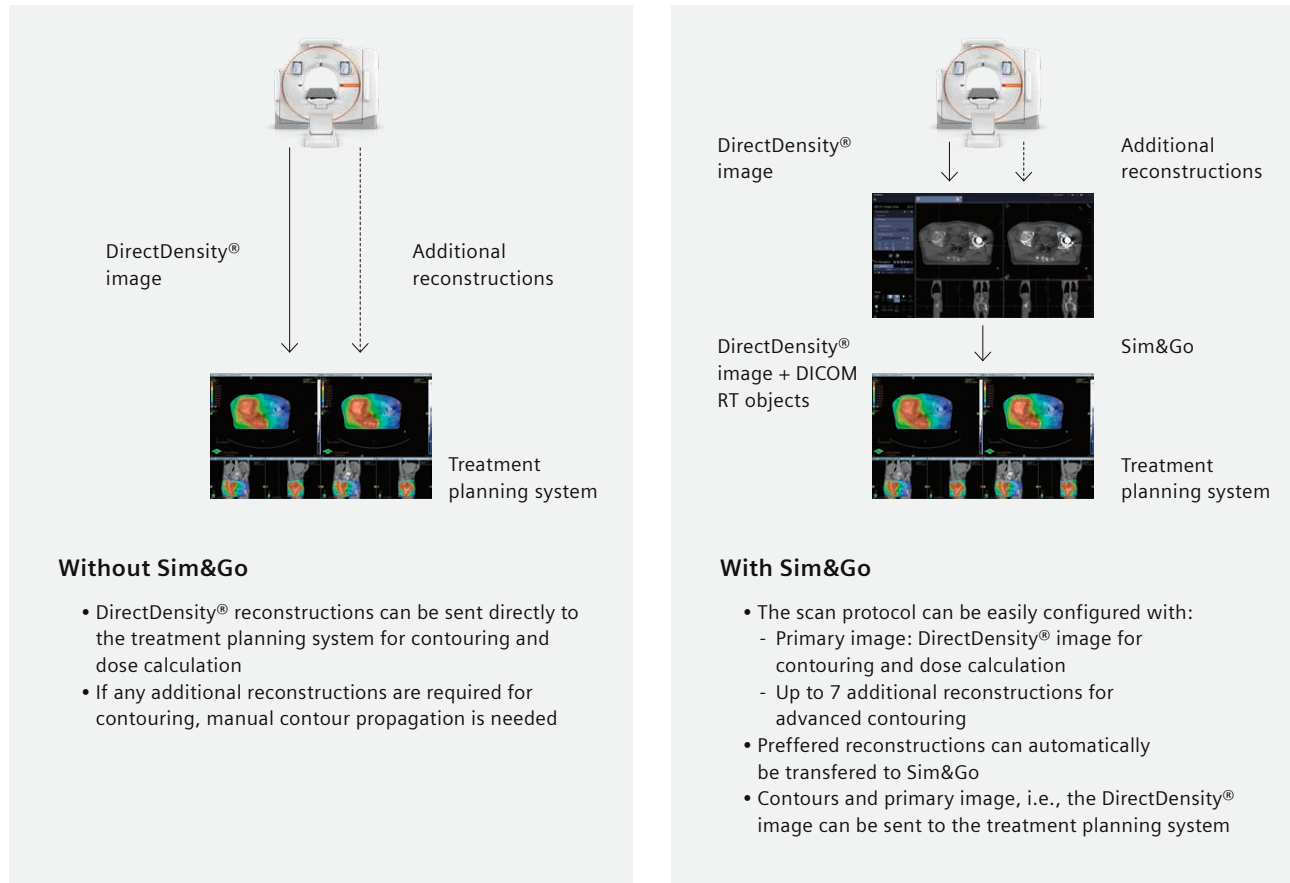 DirectDensity®
image
Additional
reconstructions
Treatment
planning system
Without Sim&Go
• DirectDensity® reconstructions can be sent directly to
the treatment planning system for contouring and
dose calculation
• If any additional reconstructions are required for
contouring, manual contour propagation is needed
DirectDensity®
image
Additional
reconstructions
DirectDensity®
image + DICOM
RT objects
Sim&Go
Treatment
planning system
With Sim&Go
• The scan protocol can be easily configured with:
- Primary image: DirectDensity® image for
contouring and dose calculation
- Up to 7 additional reconstructions for
advanced contouring
• Preffered reconstructions can automatically
be transfered to Sim&Go
• Contours and primary image, i.e., the DirectDensity®
image can be sent to the treatment planning system